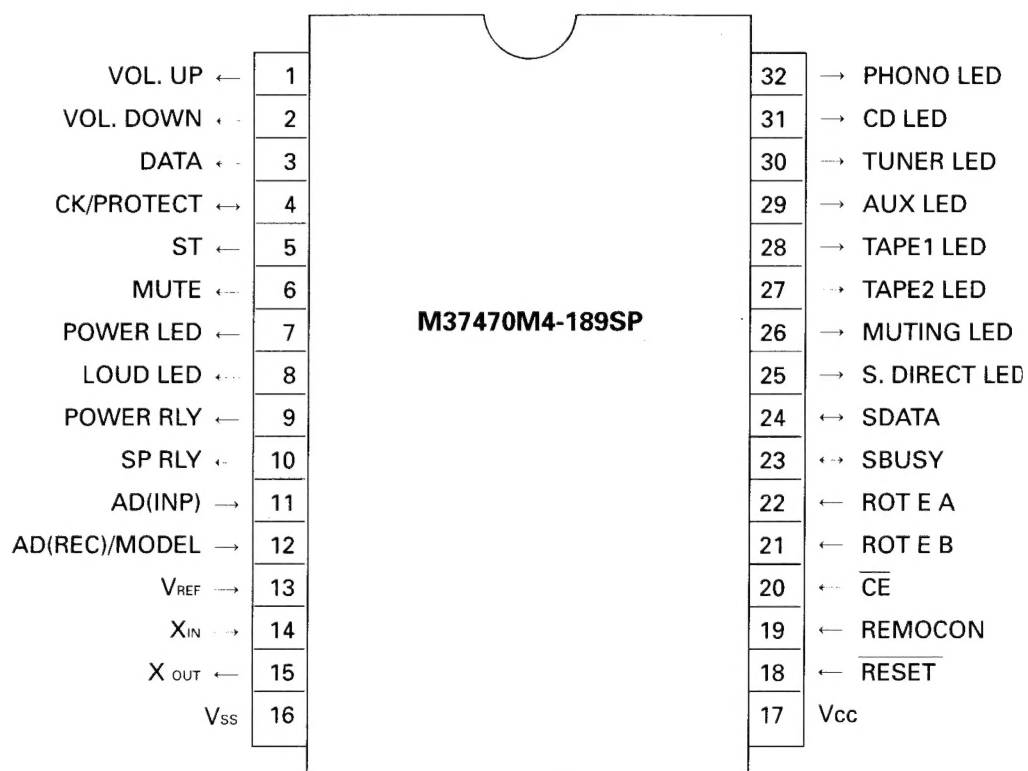 VOL. UP ← 1
VOL. DOWN ← 2
DATA ← 3
CK/PROTECT ↔ 4
ST ← 5
MUTE ← 6
POWER LED ← 7
LOUD LED ← 8
POWER RLY ← 9
SP RLY ← 10
AD(INP) → 11
AD(REC)/MODEL → 12
VREF → 13
XIN → 14
X OUT ← 15
Vss 16
M37470M4-189SP
32 → PHONO LED
31 → CD LED
30 → TUNER LED
29 → AUX LED
28 → TAPE1 LED
27 → TAPE2 LED
26 → MUTING LED
25 → S. DIRECT LED
24 ↔ SDATA
23 ↔ SBUSY
22 ← ROT E A
21 ← ROT E B
20 ← C̅E̅
19 ← REMOCON
18 ← R̅E̅S̅E̅T̅
17 Vcc